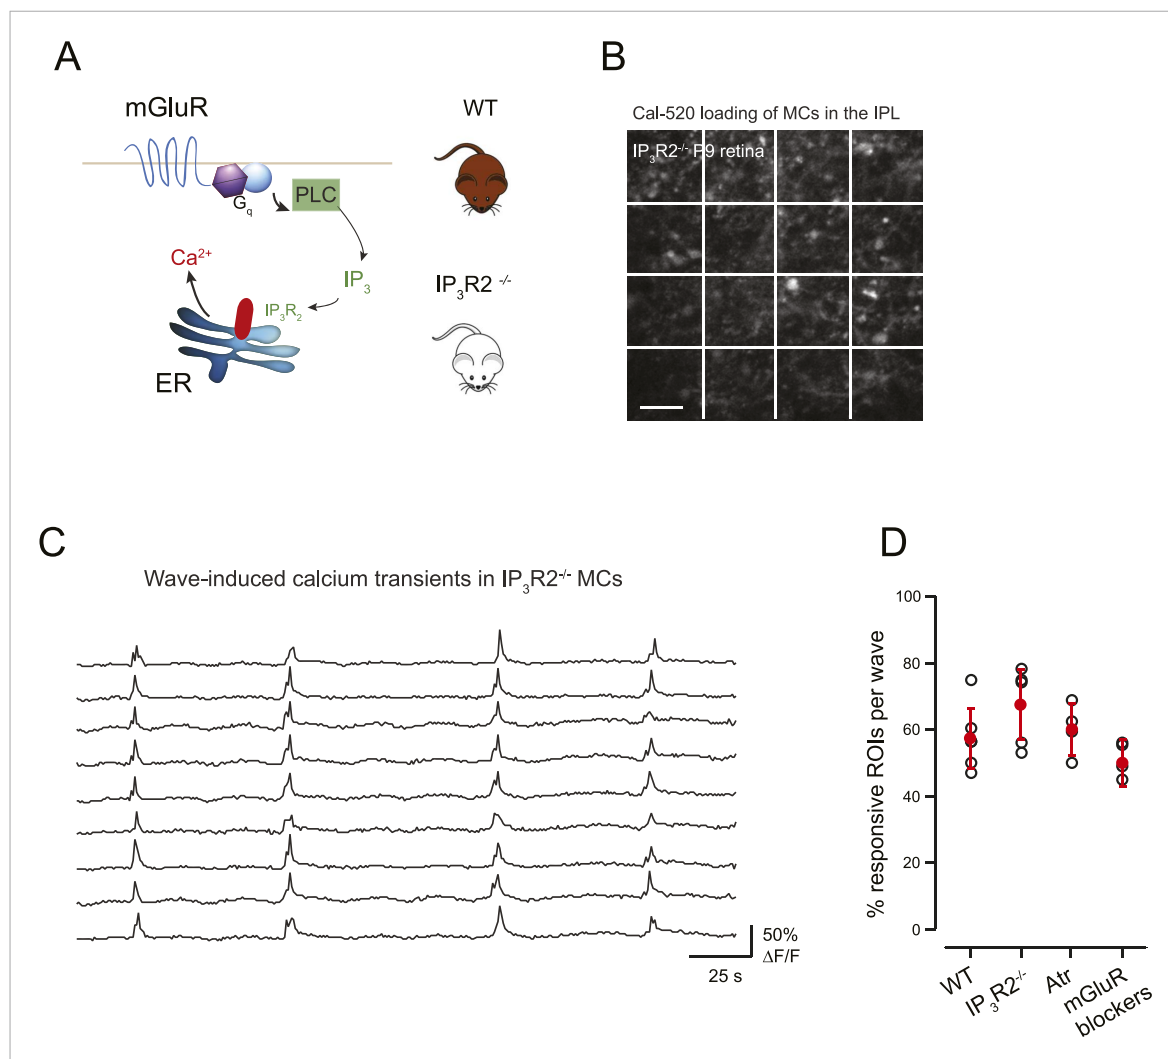 A
mGluR
WT
Gq
PLC
Ca²⁺
IP₃
IP₃R₂
IP₃R2 -/-
ER
B
Cal-520 loading of MCs in the IPL
IP₃R2-/- P9 retina
C
Wave-induced calcium transients in IP₃R2-/- MCs
50%
ΔF/F
25 s
D
% responsive ROIs per wave
100
80
60
40
20
0
WT
IP₃R2-/-
Atr
mGluR
blockers